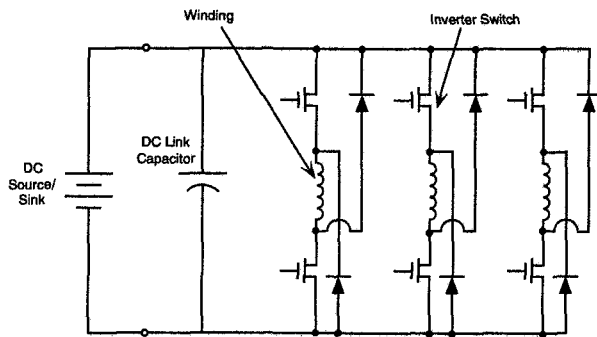 Winding
Inverter Switch
DC Link
Capacitor
DC
Source/
Sink